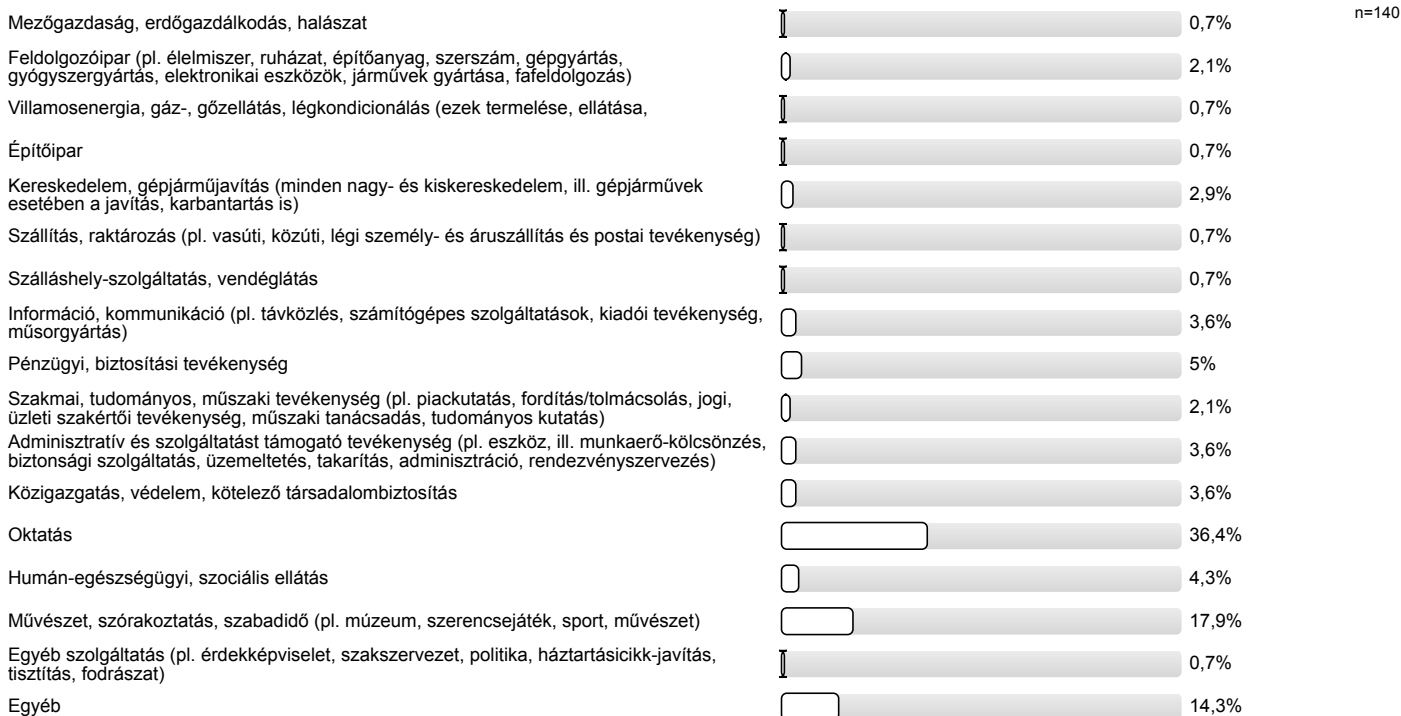 n=140
Mezőgazdaság, erdőgazdálkodás, halászat 0,7%
Feldolgozóipar (pl. élelmiszer, ruházat, építőanyag, szerszám, gépgyártás,
gyógyszergyártás, elektronikai eszközök, járművek gyártása, fafeldolgozás) 2,1%
Villamosenergia, gáz-, gőzellátás, légkondicionálás (ezek termelése, ellátása, 0,7%
Építőipar 0,7%
Kereskedelem, gépjárműjavítás (minden nagy- és kiskereskedelem, ill. gépjárművek
esetében a javítás, karbantartás is) 2,9%
Szállítás, raktározás (pl. vasúti, közúti, légi személy- és áruszállítás és postai tevékenység) 0,7%
Szálláshely-szolgáltatás, vendéglátás 0,7%
Információ, kommunikáció (pl. távközlés, számítógépes szolgáltatások, kiadói tevékenység,
műsorgyártás) 3,6%
Pénzügyi, biztosítási tevékenység 5%
Szakmai, tudományos, műszaki tevékenység (pl. piackutatás, fordítás/tolmácsolás, jogi,
üzleti szakértői tevékenység, műszaki tanácsadás, tudományos kutatás) 2,1%
Adminisztratív és szolgáltatást támogató tevékenység (pl. eszköz, ill. munkaerő-kölcsönzés,
biztonsági szolgáltatás, üzemeltetés, takarítás, adminisztráció, rendezvényszervezés) 3,6%
Közigazgatás, védelem, kötelező társadalombiztosítás 3,6%
Oktatás 36,4%
Humán-egészségügyi, szociális ellátás 4,3%
Művészet, szórakoztatás, szabadidő (pl. múzeum, szerencsejáték, sport, művészet) 17,9%
Egyéb szolgáltatás (pl. érdekképviselet, szakszervezet, politika, háztartásicikk-javítás,
tisztítás, fodrászat) 0,7%
Egyéb 14,3%